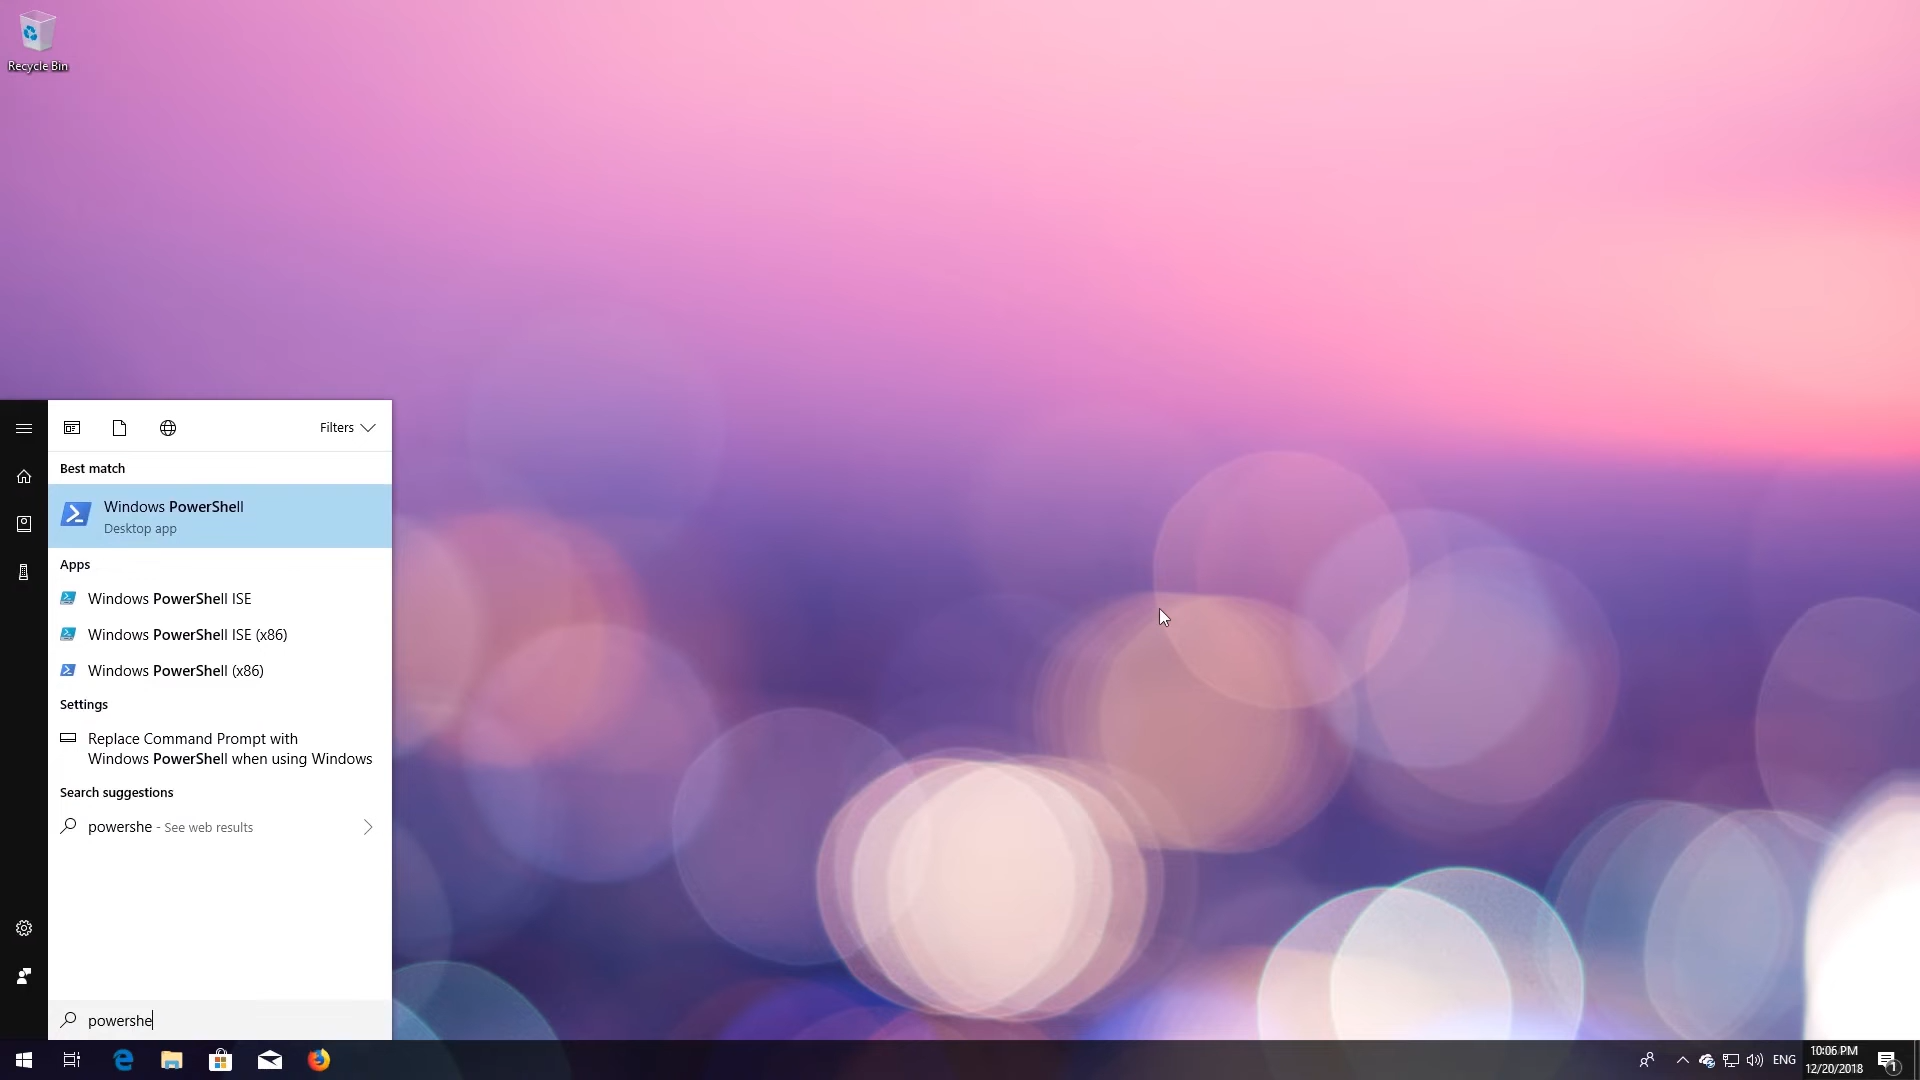 Recycle Bin
Filters
Best match
Windows PowerShell
Desktop app
Apps
Windows PowerShell ISE
Windows PowerShell ISE (x86)
Windows PowerShell (x86)
Settings
Replace Command Prompt with
Windows PowerShell when using Windows
Search suggestions
powershe - See web results
powershe
ENG
10:06 PM
12/20/2018
1